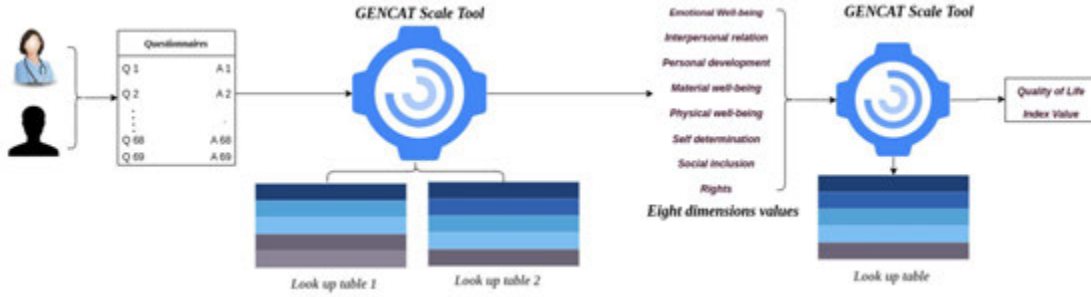 GENCAT Scale Tool
Questionnaires
Q 1 A 1
Q 2 A 2
Q 68 A 68
Q 69 A 69
Look up table 1
Look up table 2
Emotional Well-being
Interpersonal relation
Personal development
Material well-being
Physical well-being
Self determination
Social inclusion
Rights
Eight dimensions values
GENCAT Scale Tool
Look up table
Quality of Life
Index Value